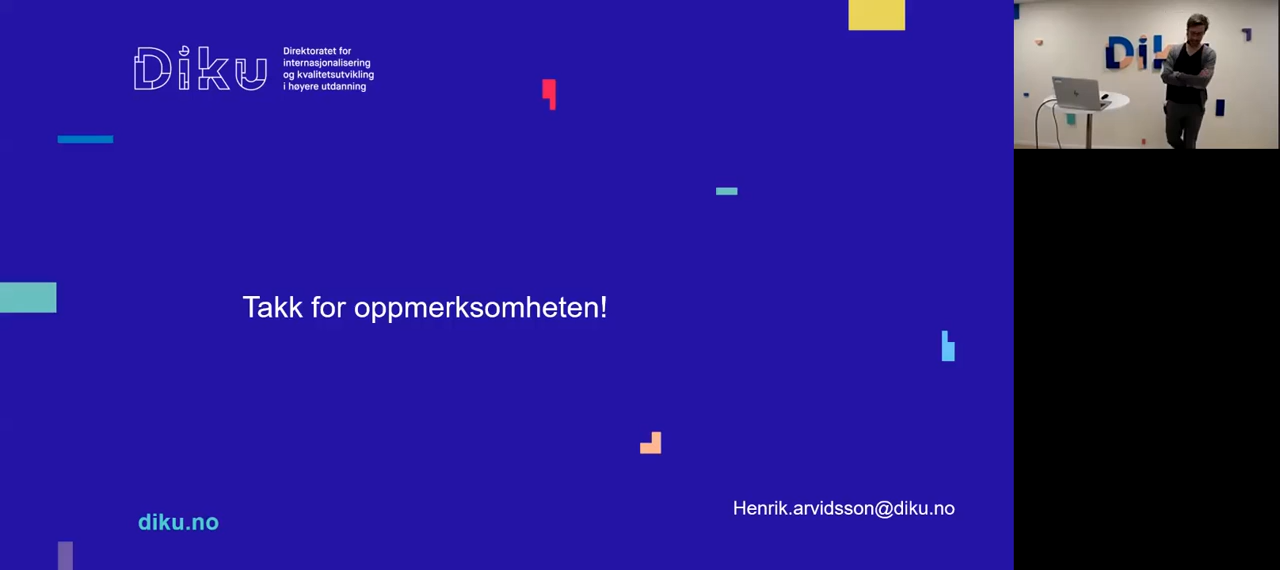 Diku
Direktoratet for
internasjonalisering
og kvalitetsutvikling
i høyere utdanning
Takk for oppmerksomheten!
Henrik.arvidsson@diku.no
diku.no